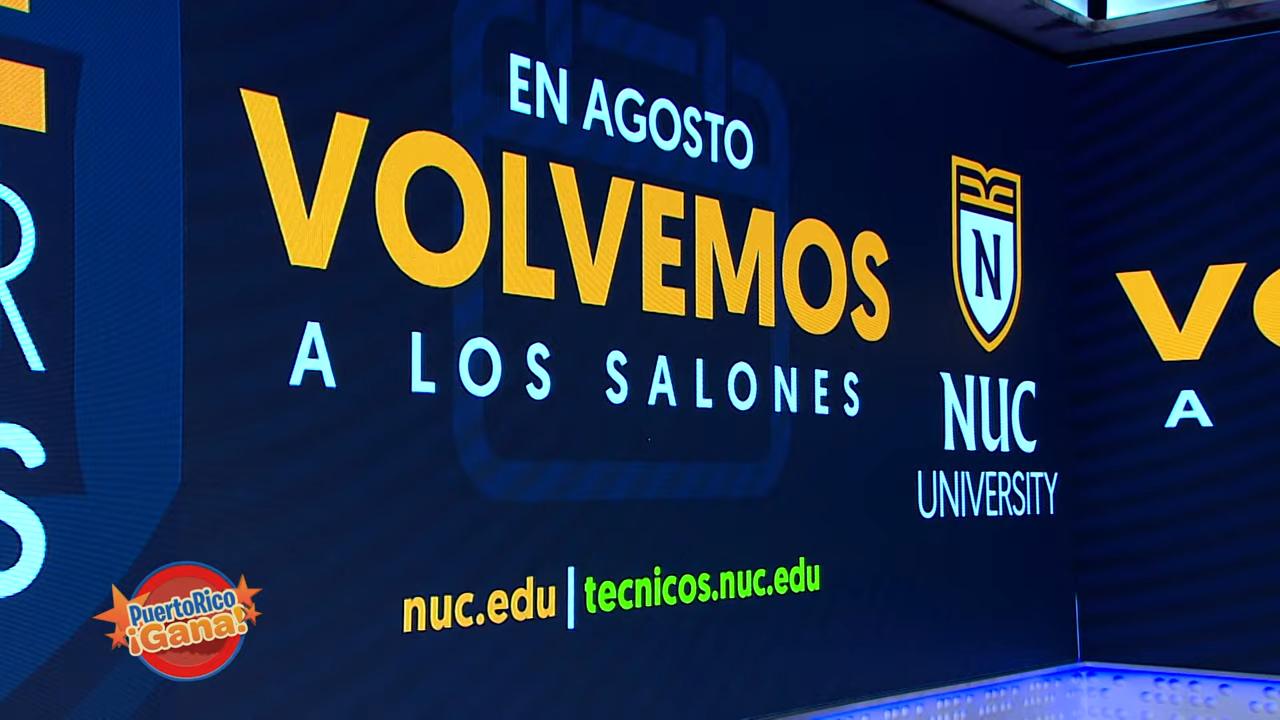 EN AGOSTO
VOLVEMOS
A LOS SALONES
N
NUC
UNIVERSITY
nuc.edu | tecnicos.nuc.edu
PuertoRico
¡Gana!
R
S
V
A